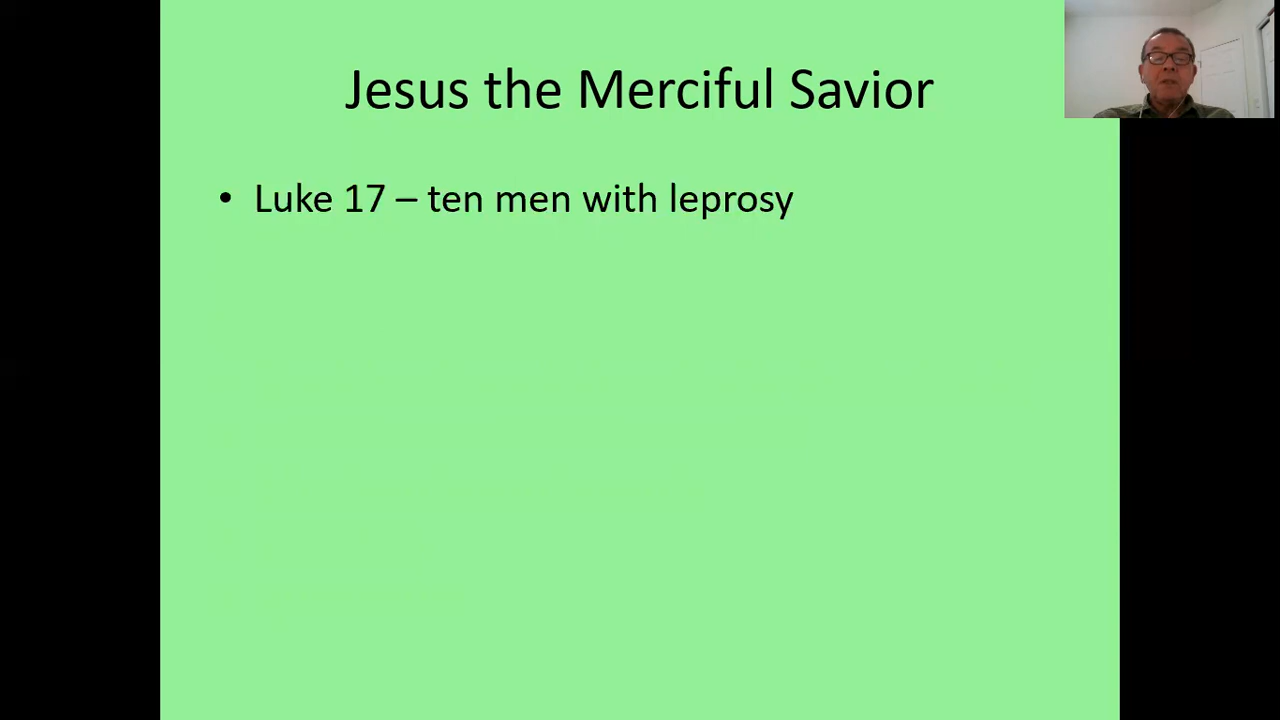 Jesus the Merciful Savior
• Luke 17 – ten men with leprosy